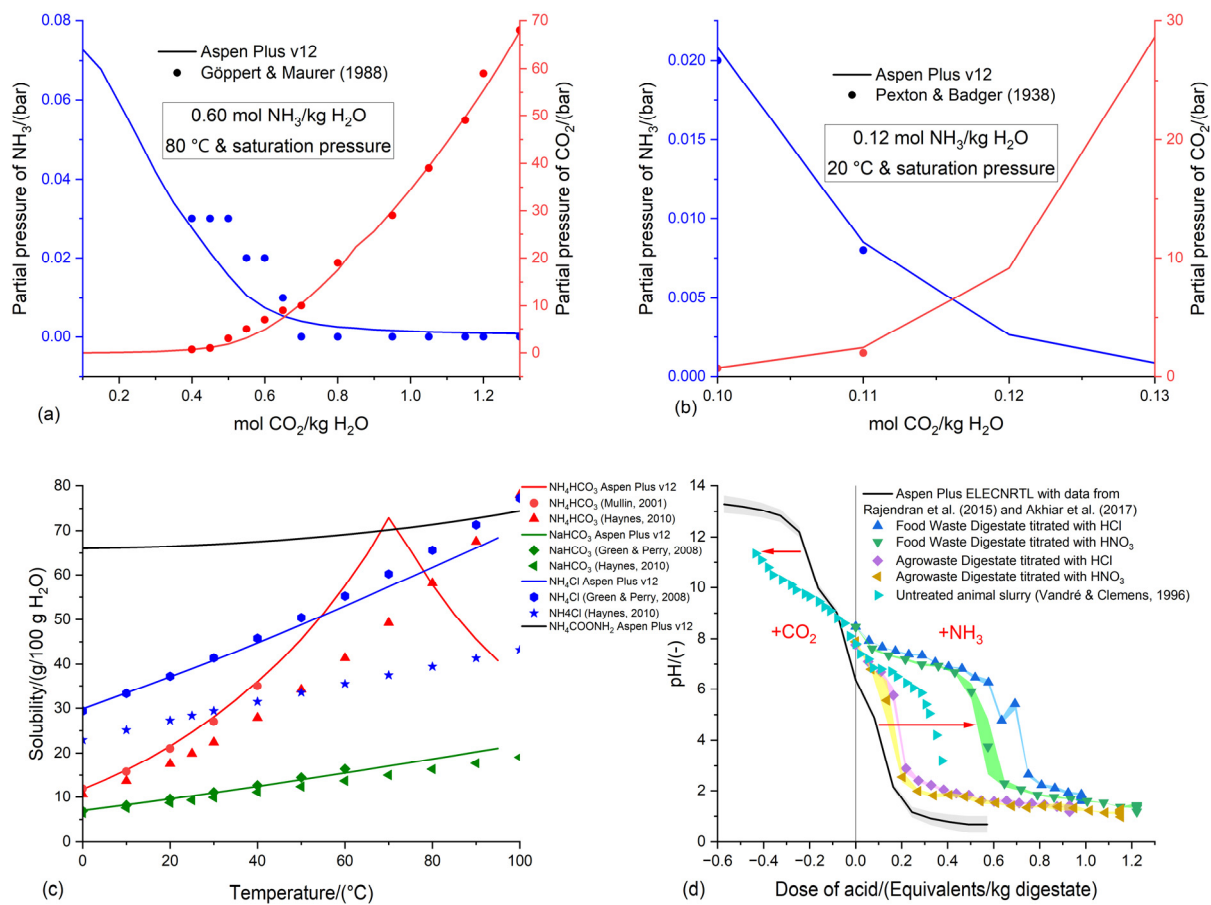 Partial pressure of NH₃/(bar)
0.08
0.06
0.04
0.02
0.00
Aspen Plus v12
Göppert & Maurer (1988)
0.60 mol NH₃/kg H₂O
80 °C & saturation pressure
70
60
50
40
30
20
10
0
Partial pressure of CO₂/(bar)
0.2 0.4 0.6 0.8 1.0 1.2
(a)
mol CO₂/kg H₂O
Partial pressure of NH₃/(bar)
0.020
0.015
0.010
0.005
0.000
Aspen Plus v12
Pexton & Badger (1938)
0.12 mol NH₃/kg H₂O
20 °C & saturation pressure
30
20
10
0
Partial pressure of CO₂/(bar)
0.10 0.11 0.12 0.13
(b)
mol CO₂/kg H₂O
Solubility/(g/100 g H₂O)
80
70
60
50
40
30
20
10
0
NH₄HCO₃ Aspen Plus v12
NH₄HCO₃ (Mullin, 2001)
NH₄HCO₃ (Haynes, 2010)
NaHCO₃ Aspen Plus v12
NaHCO₃ (Green & Perry, 2008)
NaHCO₃ (Haynes, 2010)
NH₄Cl Aspen Plus v12
NH₄Cl (Green & Perry, 2008)
NH4Cl (Haynes, 2010)
NH₄COONH₂ Aspen Plus v12
0 20 40 60 80 100
(c)
Temperature/(°C)
pH/(-)
14
12
10
8
6
4
2
0
Aspen Plus ELECNRTL with data from
Rajendran et al. (2015) and Akhiar et al. (2017)
Food Waste Digestate titrated with HCl
Food Waste Digestate titrated with HNO₃
Agrowaste Digestate titrated with HCl
Agrowaste Digestate titrated with HNO₃
Untreated animal slurry (Vandré & Clemens, 1996)
+CO₂
+NH₃
−0.6 −0.4 −0.2 0.0 0.2 0.4 0.6 0.8 1.0 1.2
Dose of acid/(Equivalents/kg digestate)
(d)